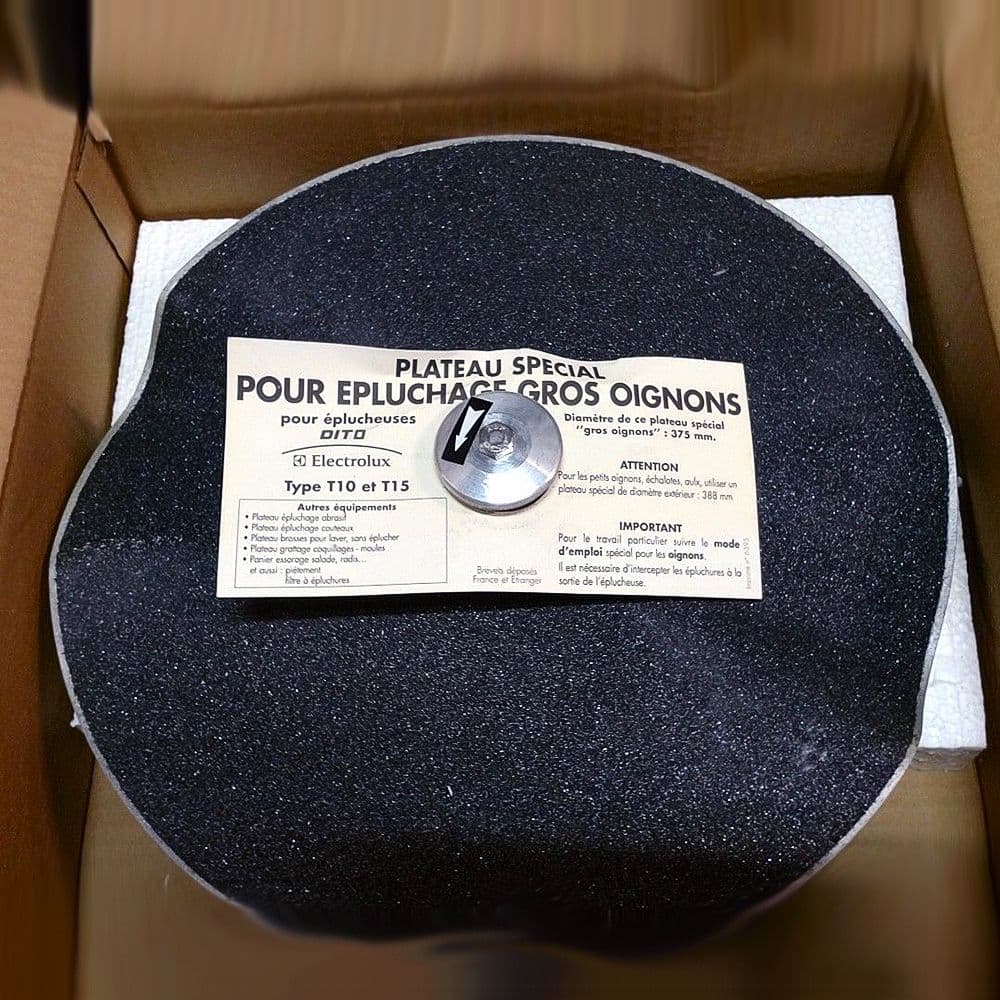 PLATEAU SPECIAL
POUR EPLUCHAGE GROS OIGNONS
pour éplucheuses
DITO
Electrolux
Type T10 et T15
Autres équipements
• Plateau épluchage abrasif
• Plateau épluchage couteaux
• Plateau brosses pour laver, sans éplucher
• Plateau grattage coquillages - moules
• Panier essorage salade, radis...
et aussi : piètement
filtre à épluchures
Brevets déposés
France et Etranger
Diamètre de ce plateau spécial
"gros oignons" : 375 mm.
ATTENTION
Pour les petits oignons, échalotes, aulx, utiliser un
plateau spécial de diamètre extérieur : 388 mm
IMPORTANT
Pour le travail particulier suivre le mode
d'emploi spécial pour les oignons.
Il est nécessaire d'intercepter les épluchures à la
sortie de l'éplucheuse.